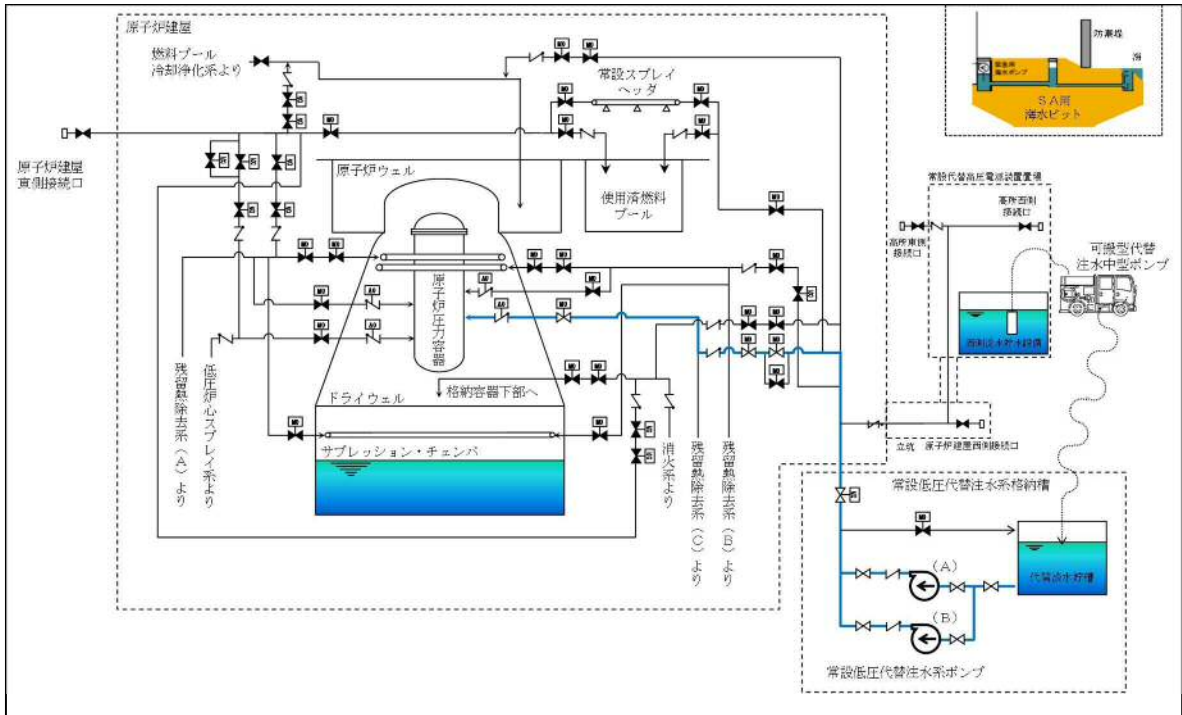 原子炉建屋
燃料プール
冷却浄化系より
常設スプレイ
ヘッダ
防潮堤
海
緊急用
海水ポンプ
SA用
海水ピット
原子炉建屋
東側接続口
原子炉ウェル
使用済燃料
プール
常設代替高圧電源装置置場
高所西側
接続口
高所東側
接続口
可搬型代替
注水中型ポンプ
西側淡水貯水設備
原子炉圧力容器
ドライウェル
格納容器下部へ
サプレッション・チェンバ
立坑
原子炉建屋西側接続口
残留熱除去系(A)より
低圧炉心スプレイ系より
消火系より
残留熱除去系(C)より
残留熱除去系(B)より
常設低圧代替注水系格納槽
代替淡水貯槽
(A)
(B)
常設低圧代替注水系ポンプ
MO
AO